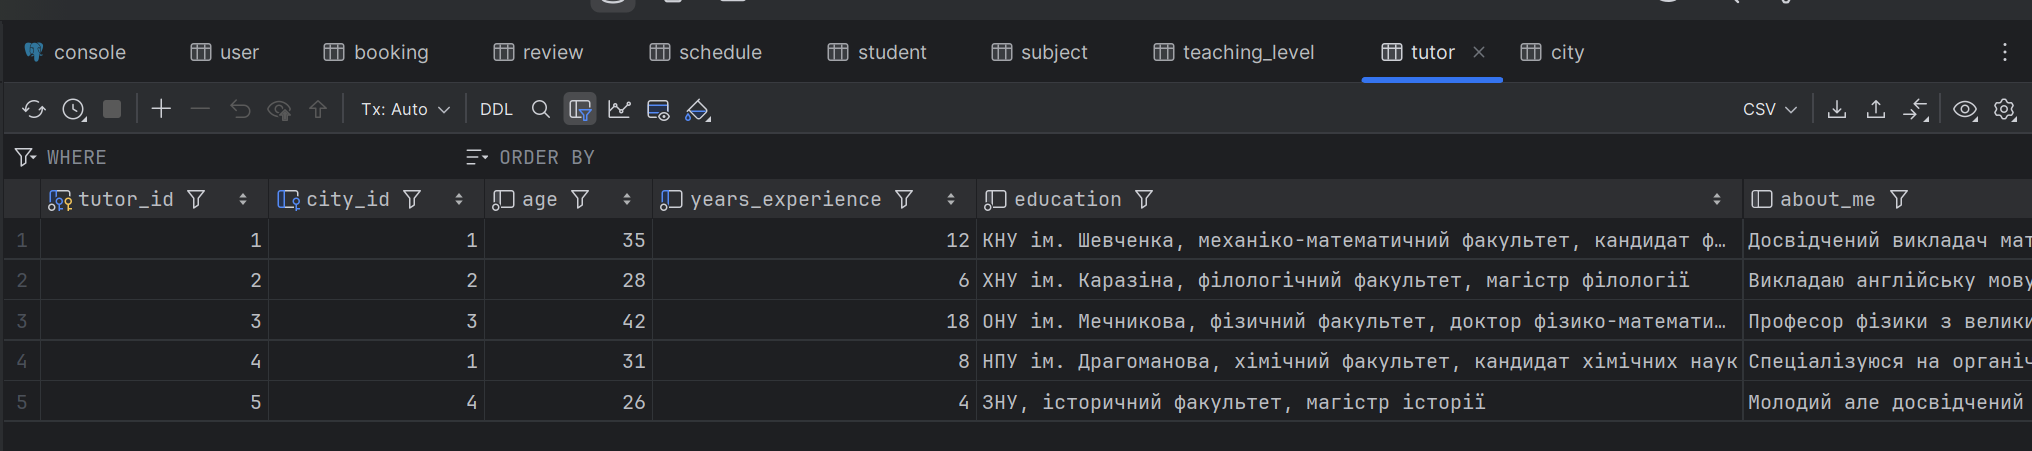 console user booking review schedule student subject teaching_level tutor city
Tx: Auto DDL CSV
WHERE ORDER BY
tutor_id city_id age years_experience education about_me
1 1 1 35 12 КНУ ім. Шевченка, механіко-математичний факультет, кандидат ф… Досвідчений викладач мат
2 2 2 28 6 ХНУ ім. Каразіна, філологічний факультет, магістр філології Викладаю англійську мову
3 3 3 42 18 ОНУ ім. Мечникова, фізичний факультет, доктор фізико-математи… Професор фізики з велики
4 4 1 31 8 НПУ ім. Драгоманова, хімічний факультет, кандидат хімічних наук Спеціалізуюся на органіч
5 5 4 26 4 ЗНУ, історичний факультет, магістр історії Молодий але досвідчений